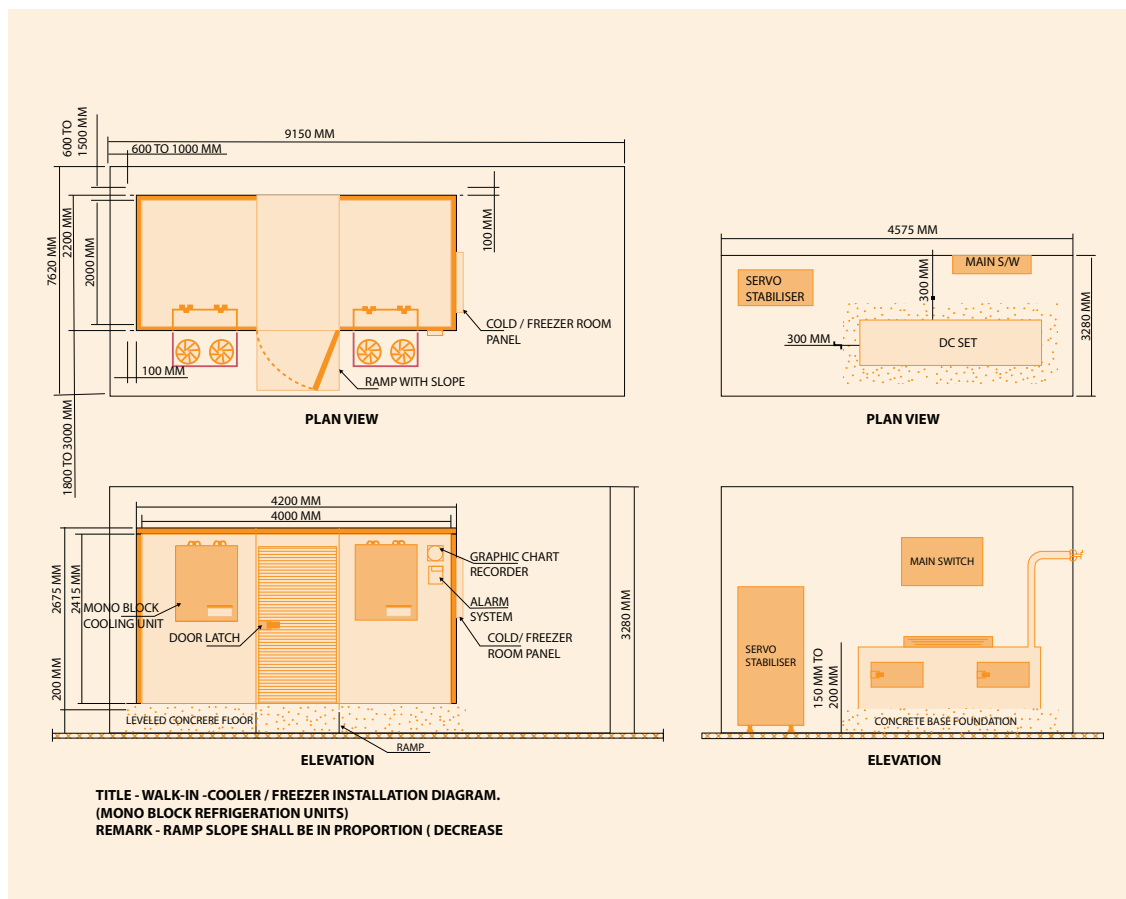 600 TO
1500 MM
9150 MM
600 TO 1000 MM
7620 MM
2200 MM
2000 MM
100 MM
COLD / FREEZER ROOM
PANEL
100 MM
RAMP WITH SLOPE
PLAN VIEW
1800 TO 3000 MM
4575 MM
MAIN S/W
SERVO
STABILISER
300 MM
3280 MM
300 MM
DC SET
PLAN VIEW
4200 MM
4000 MM
GRAPHIC CHART
RECORDER
2675 MM
2415 MM
MONO BLOCK
COOLING UNIT
ALARM
SYSTEM
DOOR LATCH
COLD/ FREEZER
ROOM PANEL
3280 MM
200 MM
LEVELED CONCRERE FLOOR
RAMP
ELEVATION
MAIN SWITCH
SERVO
STABILISER
150 MM TO
200 MM
CONCRETE BASE FOUNDATION
ELEVATION
TITLE - WALK-IN -COOLER / FREEZER INSTALLATION DIAGRAM.
(MONO BLOCK REFRIGERATION UNITS)
REMARK - RAMP SLOPE SHALL BE IN PROPORTION ( DECREASE